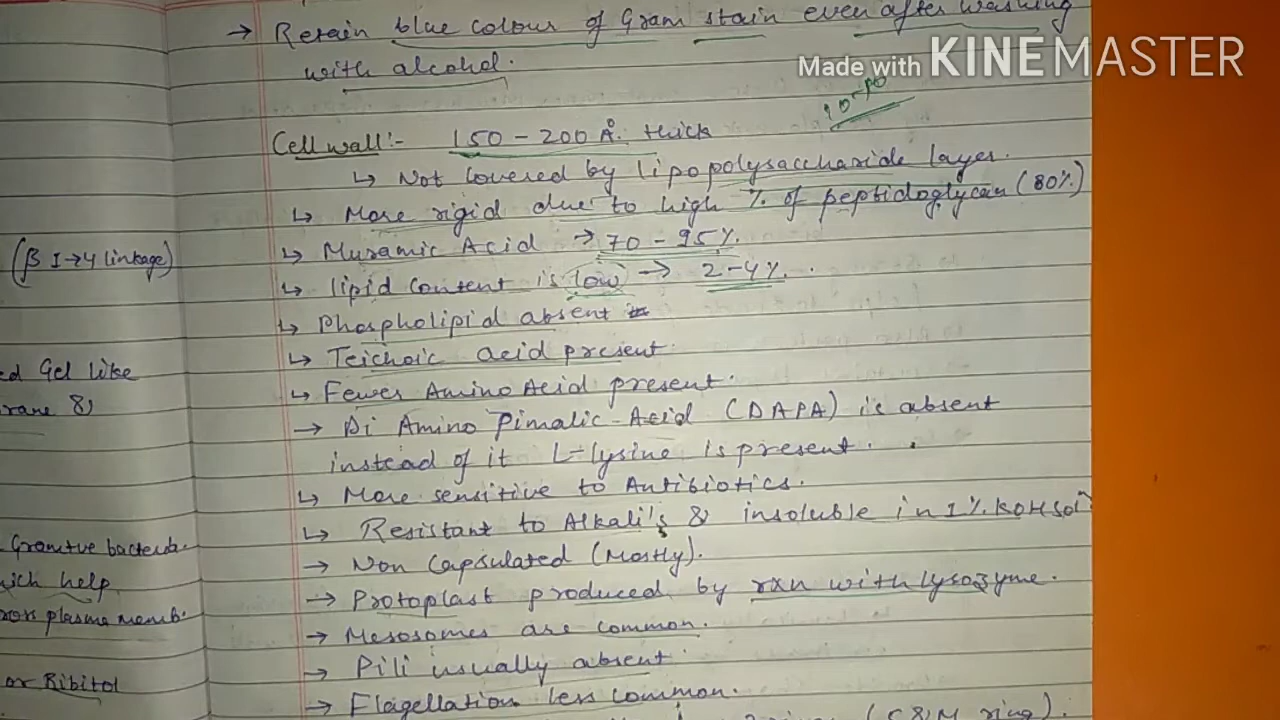 → Retain blue colour of Gram stain even after washing
with alcohol.
Made with KINEMASTER
Cell wall:- 150-200 Å. thick
↳ Not covered by lipopolysaccharide layer.
↳ More rigid due to high % of peptidoglycan (80%)
(β 1→4 linkage)
↳ Muramic Acid → 70-95%.
↳ lipid content is low → 2-4%.
↳ Phospholipid absent
↳ Teichoic acid present.
ed Gel like
↳ Fewer Amino Acid present.
rane &
→ Di Amino Pimalic-Acid (DAPA) is absent
instead of it L-lysine is present.
↳ More sensitive to Antibiotics.
↳ Resistant to Alkali's & insoluble in 1% KOH solⁿ
Gram+ve bacteria.
→ Non Capsulated (Mostly).
hich help
→ Protoplast produced by rxn with lysozyme.
plasma memb.
→ Mesosomes are common.
→ Pili usually absent
or Ribitol
→ Flagellation less common.
(S & M ring).